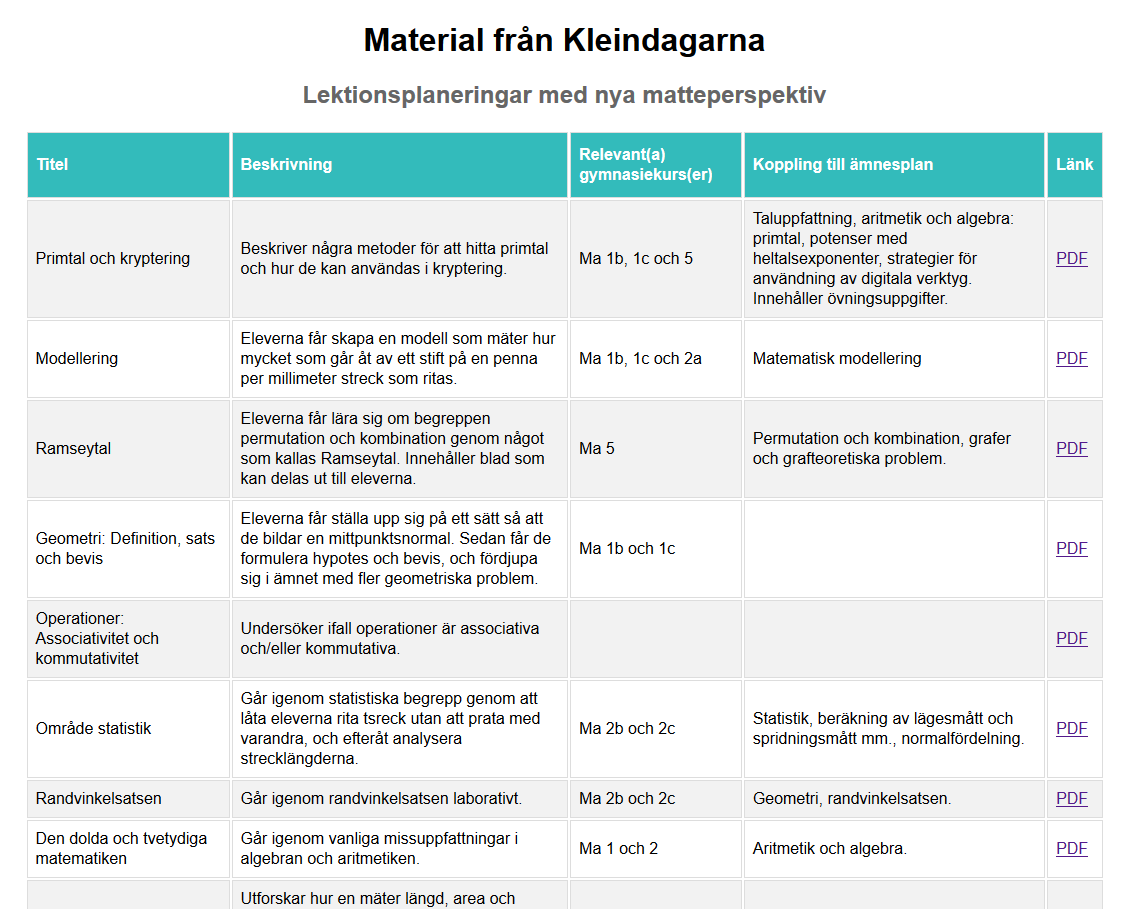 Material från Kleindagarna
Lektionsplaneringar med nya matteperspektiv
Titel
Beskrivning
Relevant(a)
gymnasiekurs(er)
Koppling till ämnesplan
Länk
Primtal och kryptering
Beskriver några metoder för att hitta primtal
och hur de kan användas i kryptering.
Ma 1b, 1c och 5
Taluppfattning, aritmetik och algebra:
primtal, potenser med
heltalsexponenter, strategier för
användning av digitala verktyg.
Innehåller övningsuppgifter.
PDF
Modellering
Eleverna får skapa en modell som mäter hur
mycket som går åt av ett stift på en penna
per millimeter streck som ritas.
Ma 1b, 1c och 2a
Matematisk modellering
PDF
Ramseytal
Eleverna får lära sig om begreppen
permutation och kombination genom något
som kallas Ramseytal. Innehåller blad som
kan delas ut till eleverna.
Ma 5
Permutation och kombination, grafer
och grafteoretiska problem.
PDF
Geometri: Definition, sats
och bevis
Eleverna får ställa upp sig på ett sätt så att
de bildar en mittpunktsnormal. Sedan får de
formulera hypotes och bevis, och fördjupa
sig i ämnet med fler geometriska problem.
Ma 1b och 1c
PDF
Operationer:
Associativitet och
kommutativitet
Undersöker ifall operationer är associativa
och/eller kommutativa.
PDF
Område statistik
Går igenom statistiska begrepp genom att
låta eleverna rita tsreck utan att prata med
varandra, och efteråt analysera
strecklängderna.
Ma 2b och 2c
Statistik, beräkning av lägesmått och
spridningsmått mm., normalfördelning.
PDF
Randvinkelsatsen
Går igenom randvinkelsatsen laborativt.
Ma 2b och 2c
Geometri, randvinkelsatsen.
PDF
Den dolda och tvetydiga
matematiken
Går igenom vanliga missuppfattningar i
algebran och aritmetiken.
Ma 1 och 2
Aritmetik och algebra.
PDF
Utforskar hur en mäter längd, area och